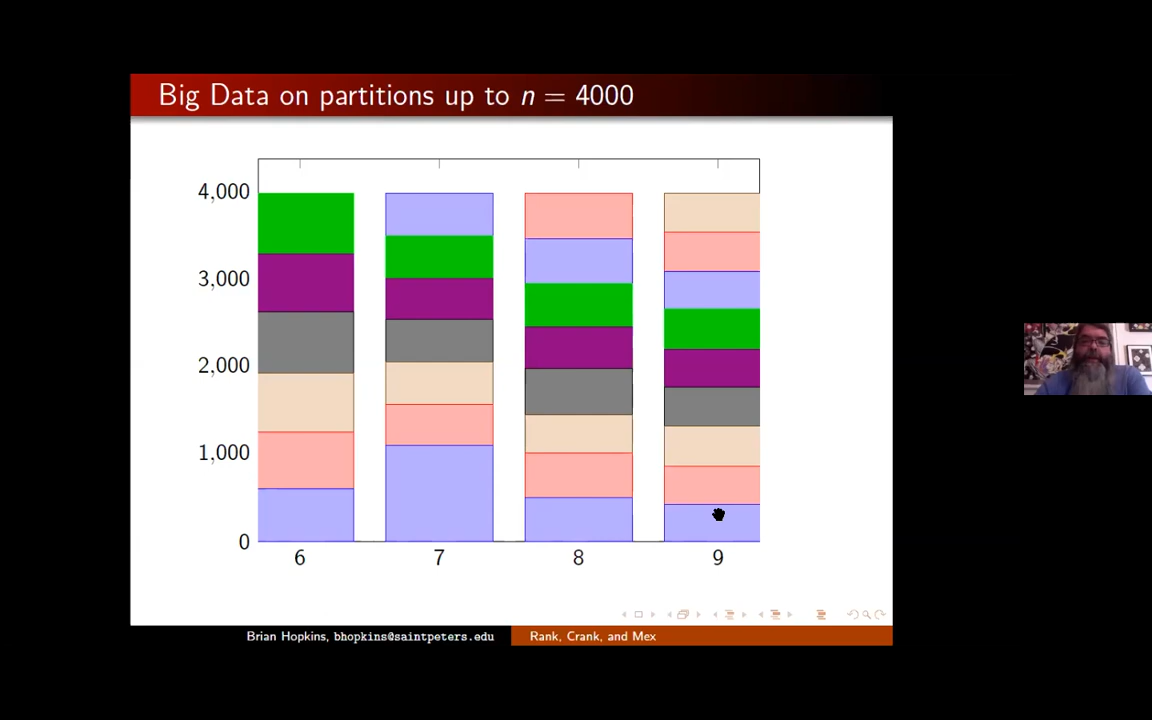 Big Data on partitions up to n = 4000
4,000
3,000
2,000
1,000
0
6 7 8 9
Brian Hopkins, bhopkins@saintpeters.edu Rank, Crank, and Mex